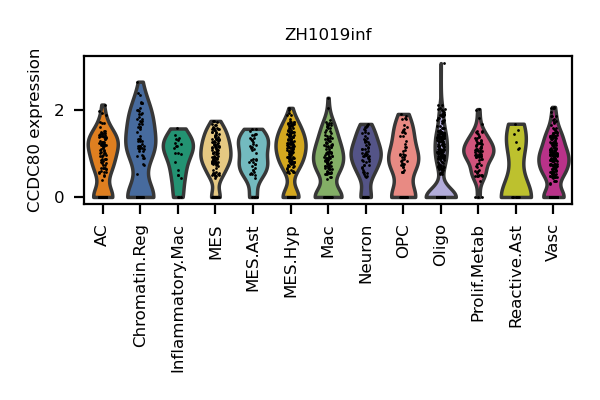 ZH1019inf
CCDC80 expression
2
0
AC
Chromatin.Reg
Inflammatory.Mac
MES
MES.Ast
MES.Hyp
Mac
Neuron
OPC
Oligo
Prolif.Metab
Reactive.Ast
Vasc